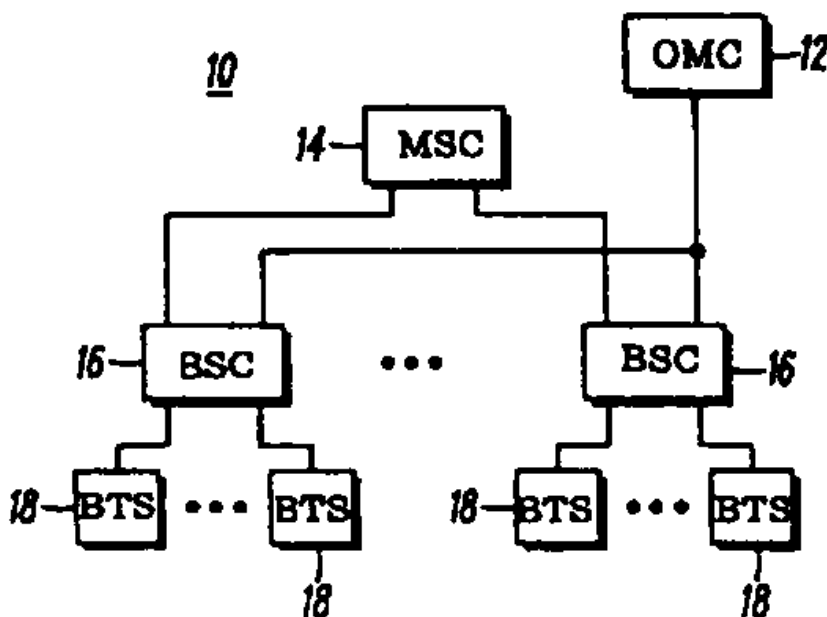 OMC 12
10
14 MSC
16 BSC ••• BSC 16
18 BTS ••• BTS 18 BTS ••• BTS
18 18